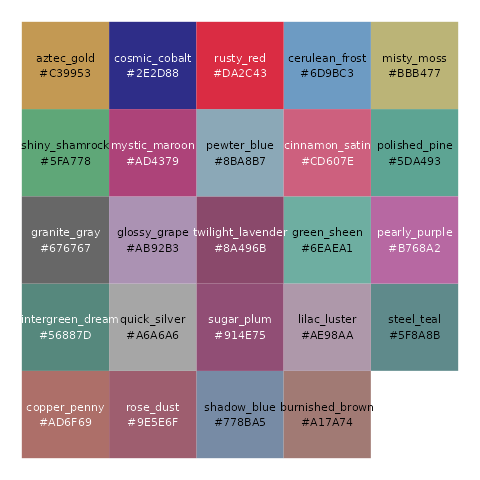 aztec_gold
#C39953
cosmic_cobalt
#2E2D88
rusty_red
#DA2C43
cerulean_frost
#6D9BC3
misty_moss
#BBB477
shiny_shamrock
#5FA778
mystic_maroon
#AD4379
pewter_blue
#8BA8B7
cinnamon_satin
#CD607E
polished_pine
#5DA493
granite_gray
#676767
glossy_grape
#AB92B3
twilight_lavender
#8A496B
green_sheen
#6EAEA1
pearly_purple
#B768A2
intergreen_dream
#56887D
quick_silver
#A6A6A6
sugar_plum
#914E75
lilac_luster
#AE98AA
steel_teal
#5F8A8B
copper_penny
#AD6F69
rose_dust
#9E5E6F
shadow_blue
#778BA5
burnished_brown
#A17A74